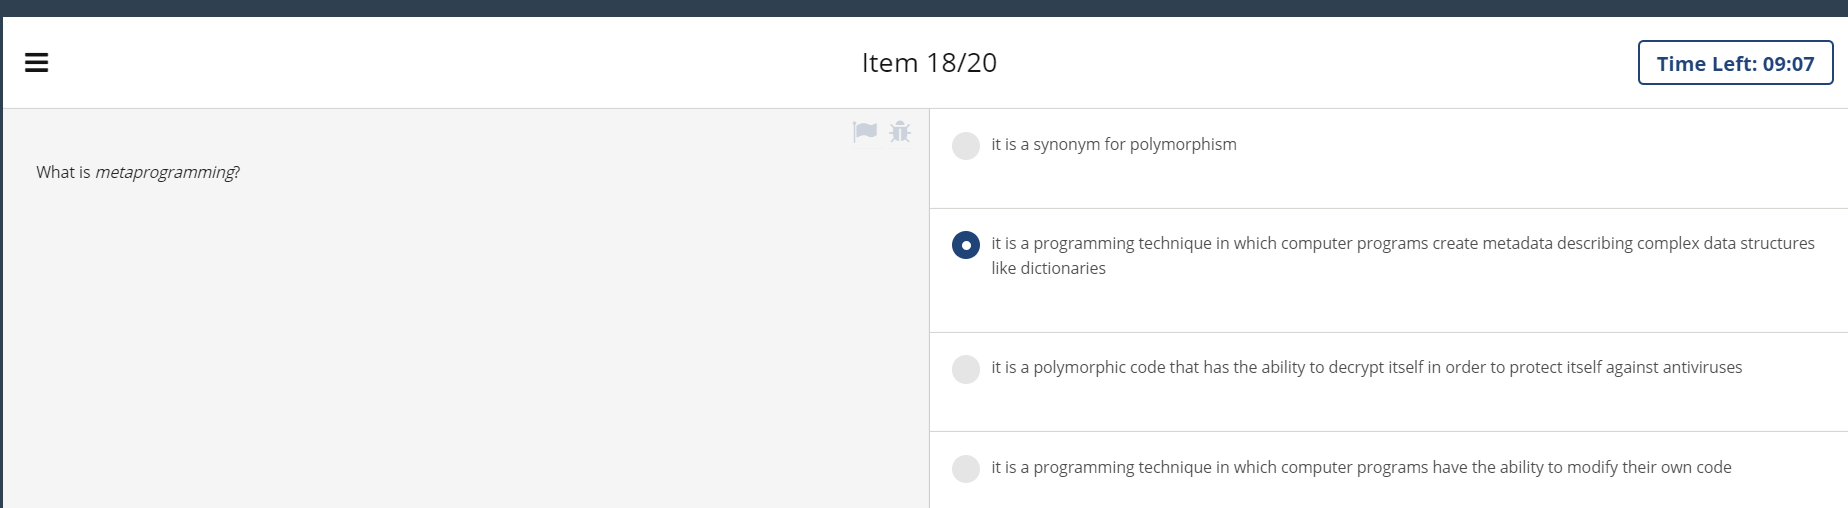 Item 18/20
Time Left: 09:07
What is metaprogramming?
it is a synonym for polymorphism
it is a programming technique in which computer programs create metadata describing complex data structures
like dictionaries
it is a polymorphic code that has the ability to decrypt itself in order to protect itself against antiviruses
it is a programming technique in which computer programs have the ability to modify their own code